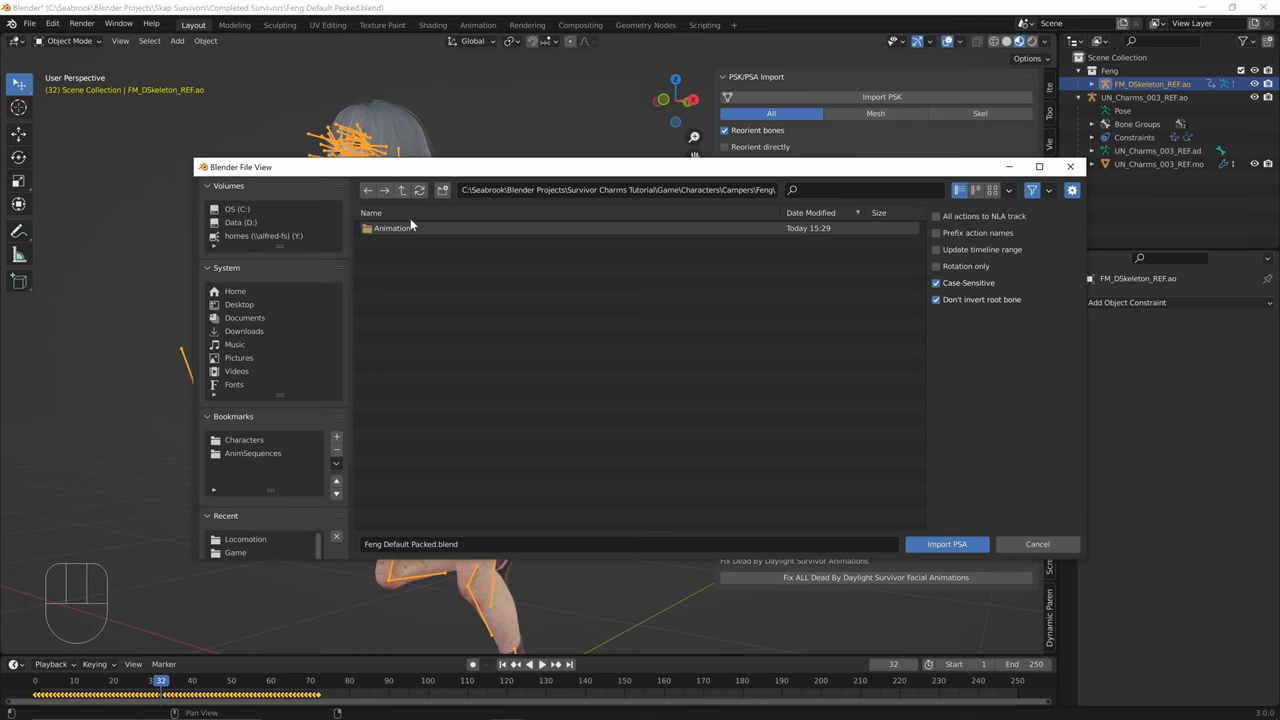 Blender* [C:\Seabrook\Blender Projects\Skap Survivors\Completed Survivors\Feng Default Packed.blend]
File Edit Render Window Help Layout Modeling Sculpting UV Editing Texture Paint Shading Animation Rendering Compositing Geometry Nodes Scripting + Scene View Layer
Object Mode View Select Add Object Global
Options
User Perspective
(32) Scene Collection | FM_DSkeleton_REF.ao
PSK/PSA Import
Import PSK
All Mesh Skel
Reorient bones
Reorient directly
Scene Collection
Feng
FM_DSkeleton_REF.ao
UN_Charms_003_REF.ao
Pose
Bone Groups
Constraints
UN_Charms_003_REF.ad
UN_Charms_003_REF.mo
Blender File View
Volumes
OS (C:)
Data (D:)
homes (\\alfred-fs) (Y:)
System
Home
Desktop
Documents
Downloads
Music
Pictures
Videos
Fonts
Bookmarks
Characters
AnimSequences
Recent
Locomotion
Game
C:\Seabrook\Blender Projects\Survivor Charms Tutorial\Game\Characters\Campers\Feng\
Name Date Modified Size
Animation Today 15:29
All actions to NLA track
Prefix action names
Update timeline range
Rotation only
Case-Sensitive
Don't invert root bone
Feng Default Packed.blend Import PSA Cancel
FM_DSkeleton_REF.ao
Add Object Constraint
Fix Dead By Daylight Survivor Animations
Fix ALL Dead By Daylight Survivor Facial Animations
Dynamic Paren
Playback Keying View Marker 32 Start 1 End 250
0 10 20 32 40 50 60 70 80 90 100 110 120 130 140 150 160 170 180 190 200 210 220 230 240 250
Pan View 3.0.0